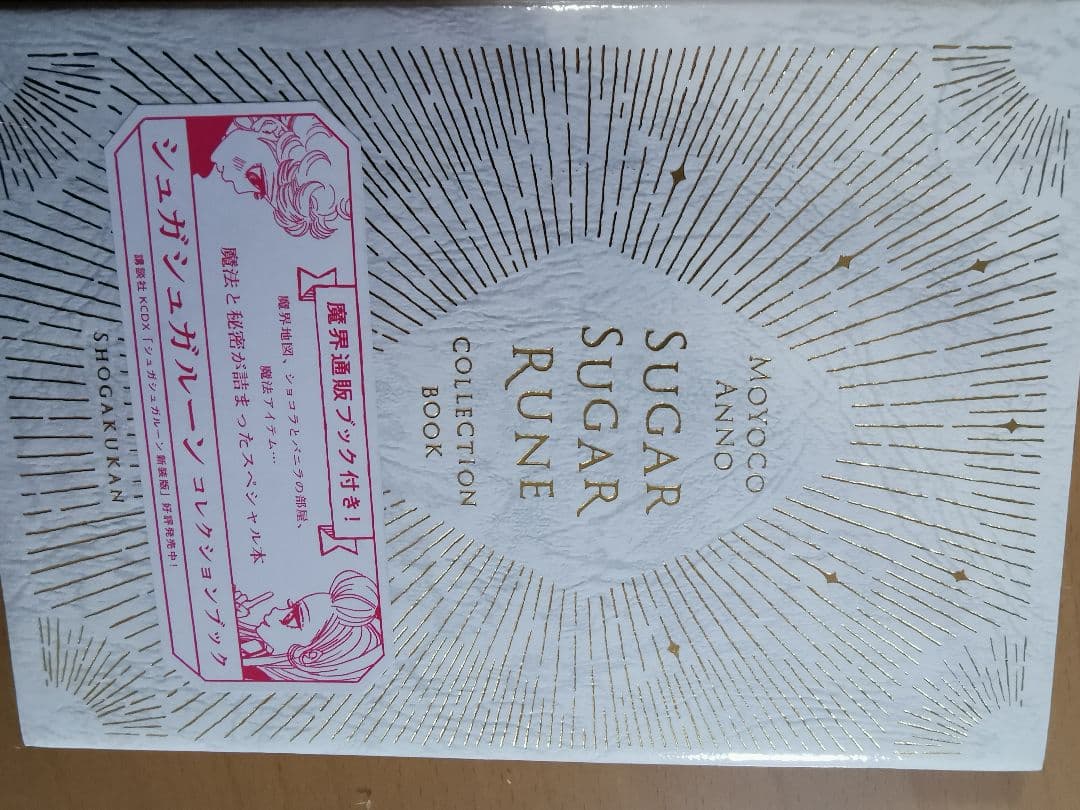 MOYOCO
ANNO
SUGAR
SUGAR
RUNE
COLLECTION
BOOK
魔界通販ブック付き!
魔界地図、ショコラとバニラの部屋、
魔法アイテム…
魔法と秘密が詰まったスペシャル本
シュガシュガルーン コレクションブック
講談社 KCDX「シュガシュガルーン新装版」好評発売中!
SHOGAKUKAN